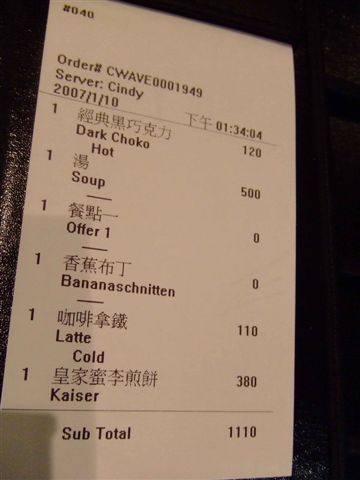 #040
Order# CWAVE0001949
Server: Cindy
2007/1/10 下午 01:34:04
1 經典黑巧克力 120
Dark Choko
Hot
1 湯 500
Soup
1 餐點一 0
Offer 1
1 香蕉布丁 0
Bananaschnitten
1 咖啡拿鐵 110
Latte
Cold
1 皇家蜜李煎餅 380
Kaiser
Sub Total 1110